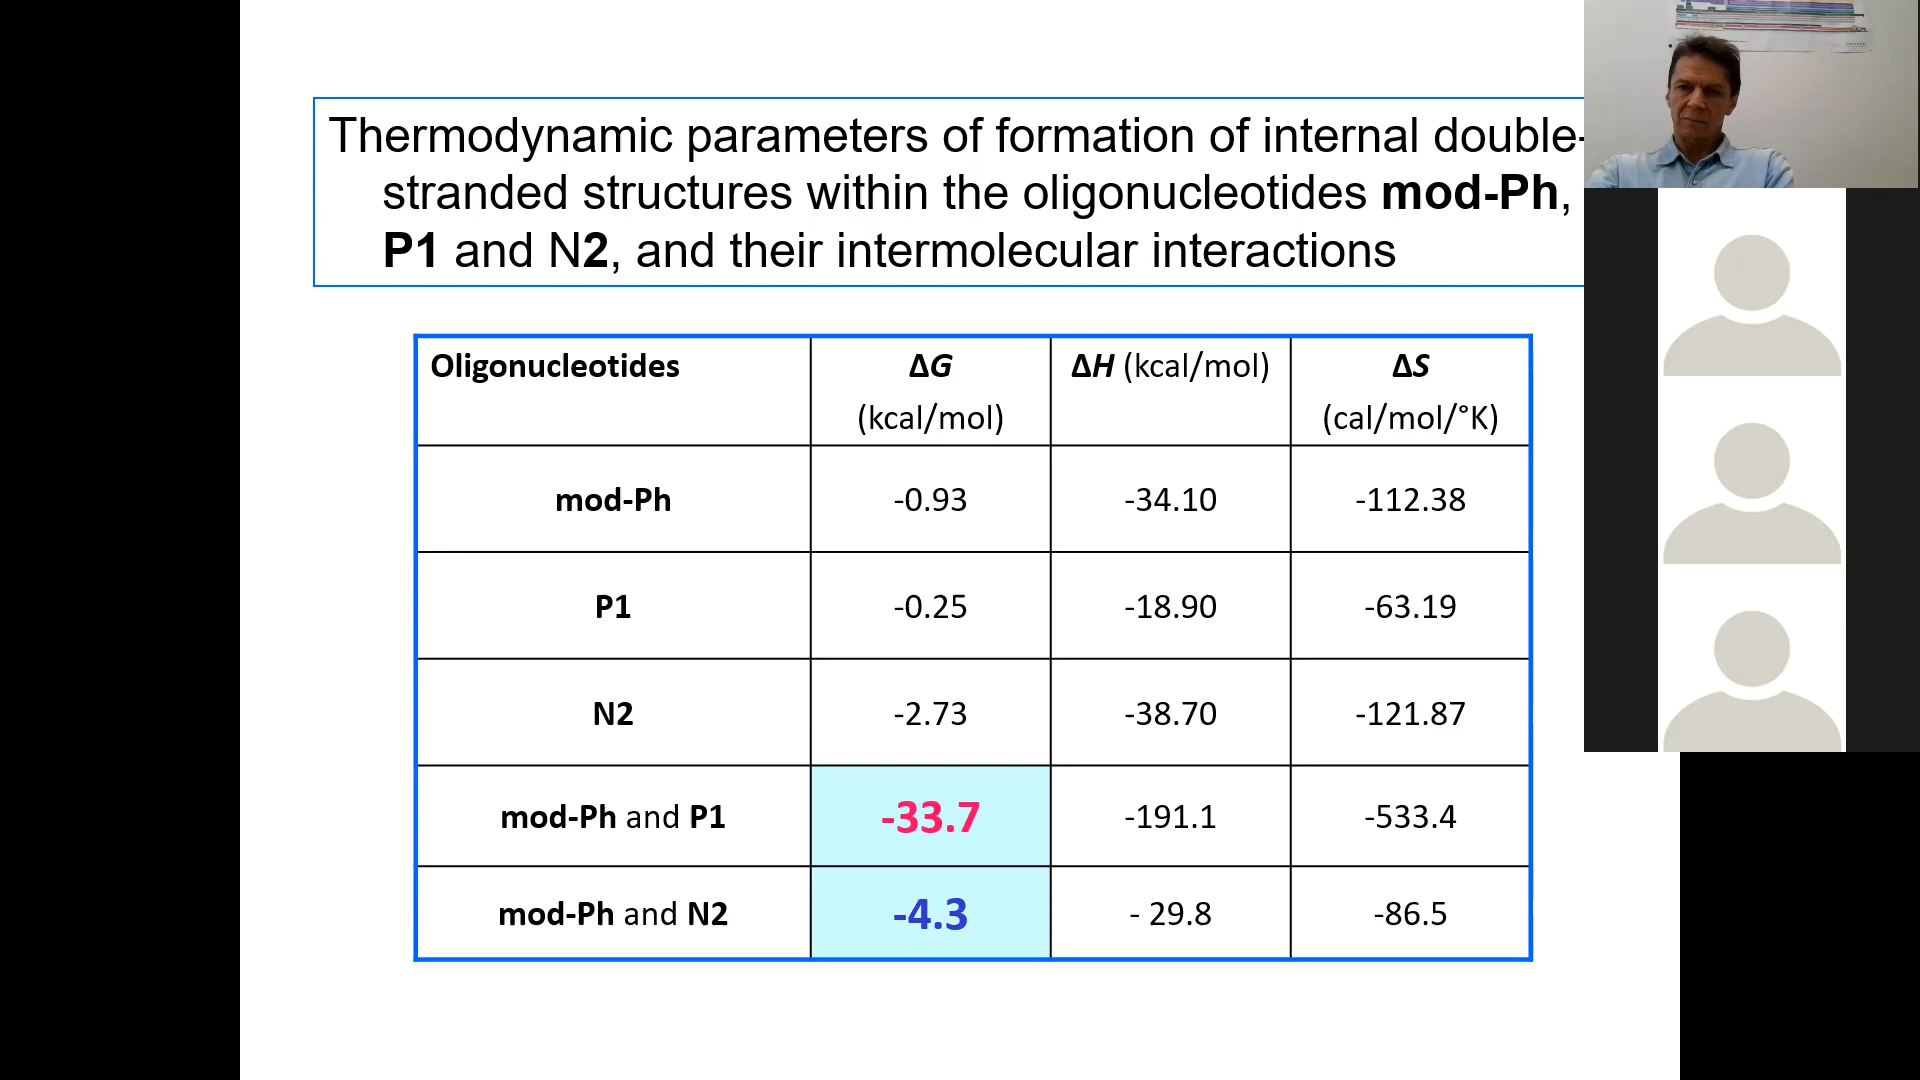 Thermodynamic parameters of formation of internal double-
stranded structures within the oligonucleotides mod-Ph,
P1 and N2, and their intermolecular interactions
Oligonucleotides ΔG (kcal/mol) ΔH (kcal/mol) ΔS (cal/mol/°K)
mod-Ph -0.93 -34.10 -112.38
P1 -0.25 -18.90 -63.19
N2 -2.73 -38.70 -121.87
mod-Ph and P1 -33.7 -191.1 -533.4
mod-Ph and N2 -4.3 - 29.8 -86.5